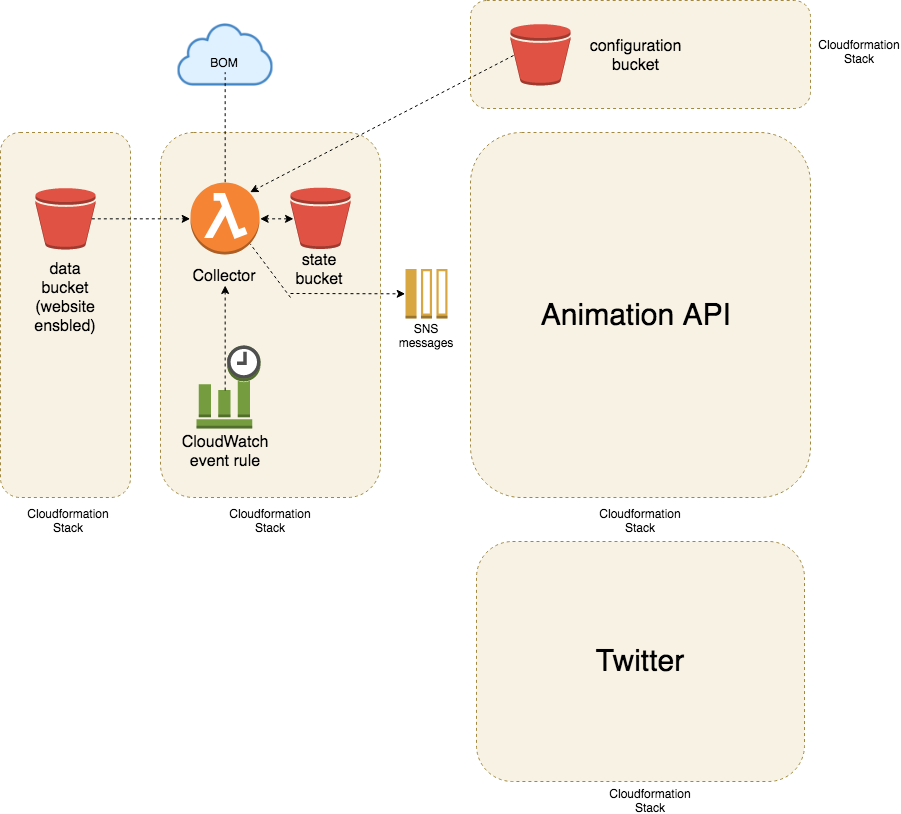 BOM
configuration
bucket
Cloudformation
Stack
data
bucket
(website
ensbled)
Collector
state
bucket
SNS
messages
CloudWatch
event rule
Animation API
Cloudformation
Stack
Cloudformation
Stack
Cloudformation
Stack
Twitter
Cloudformation
Stack